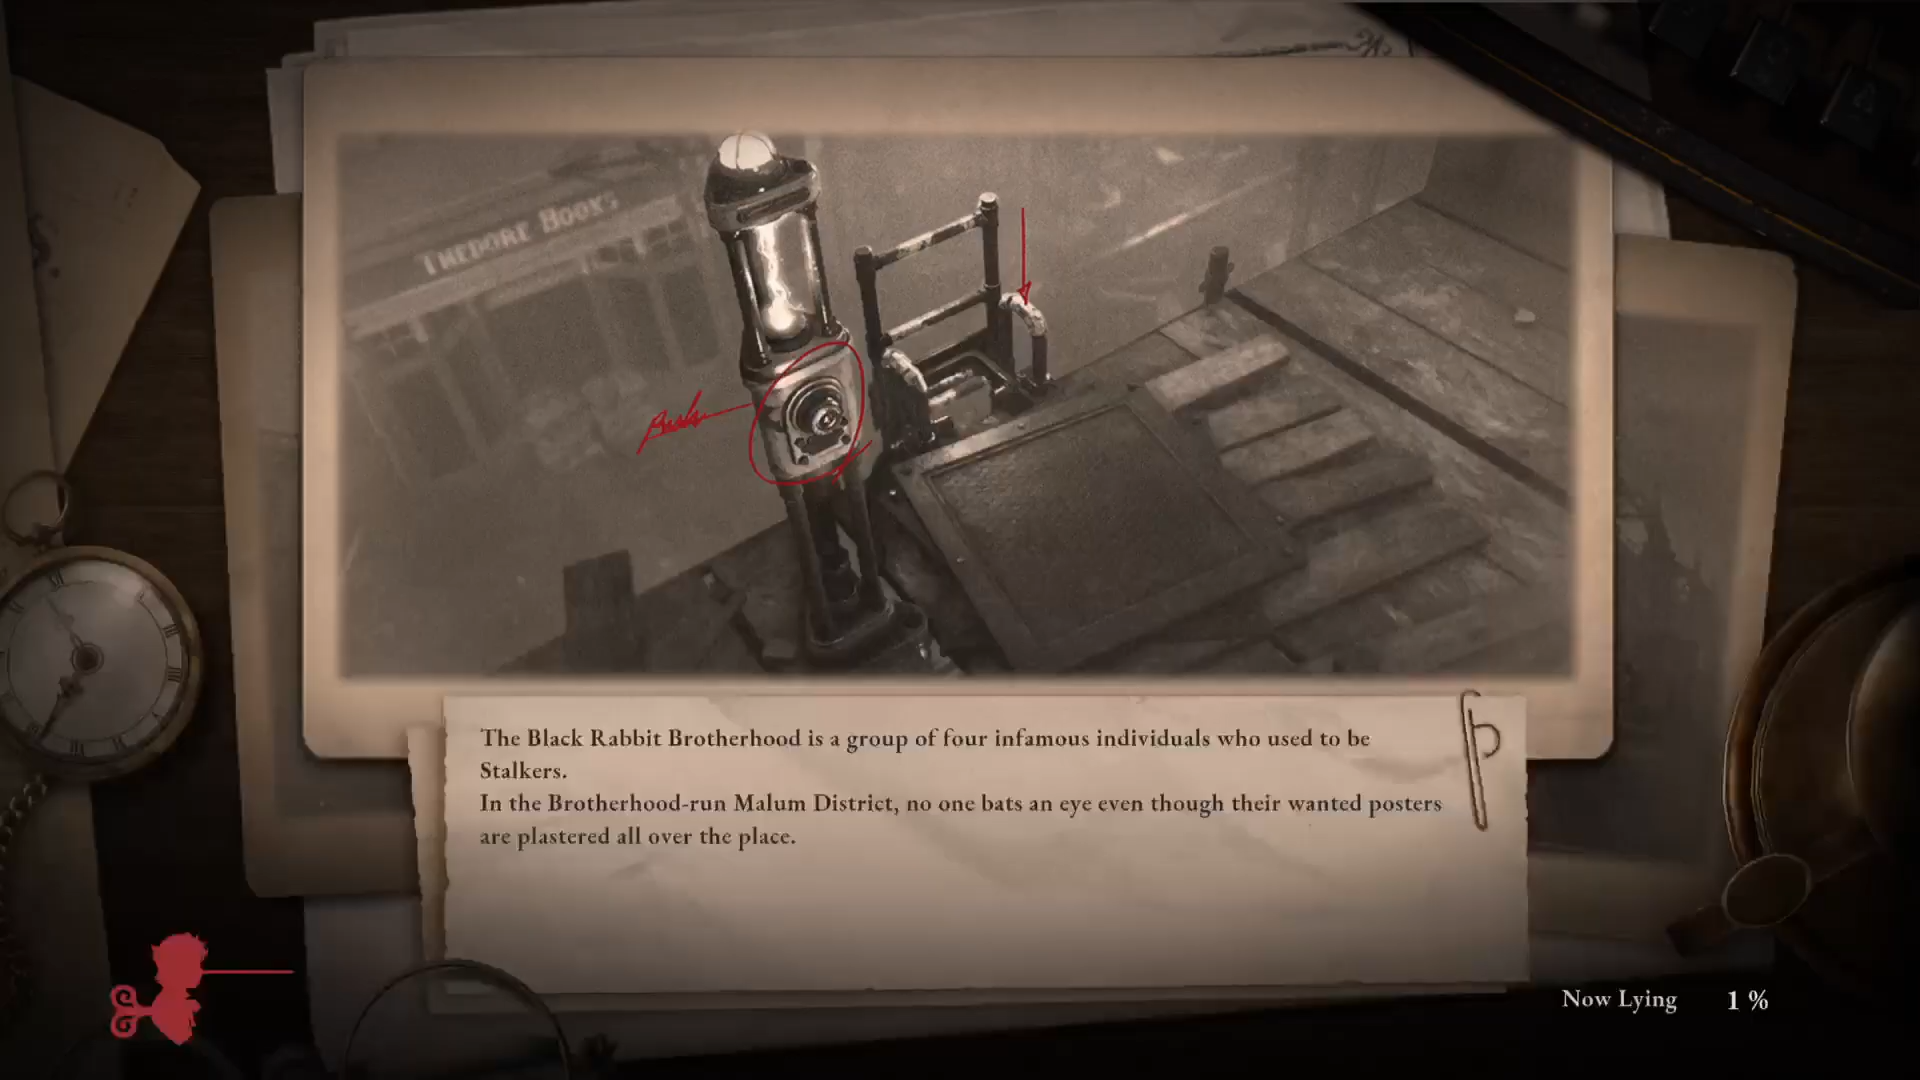 THEDORE BOOKS
The Black Rabbit Brotherhood is a group of four infamous individuals who used to be
Stalkers.
In the Brotherhood-run Malum District, no one bats an eye even though their wanted posters
are plastered all over the place.
Now Lying 1 %